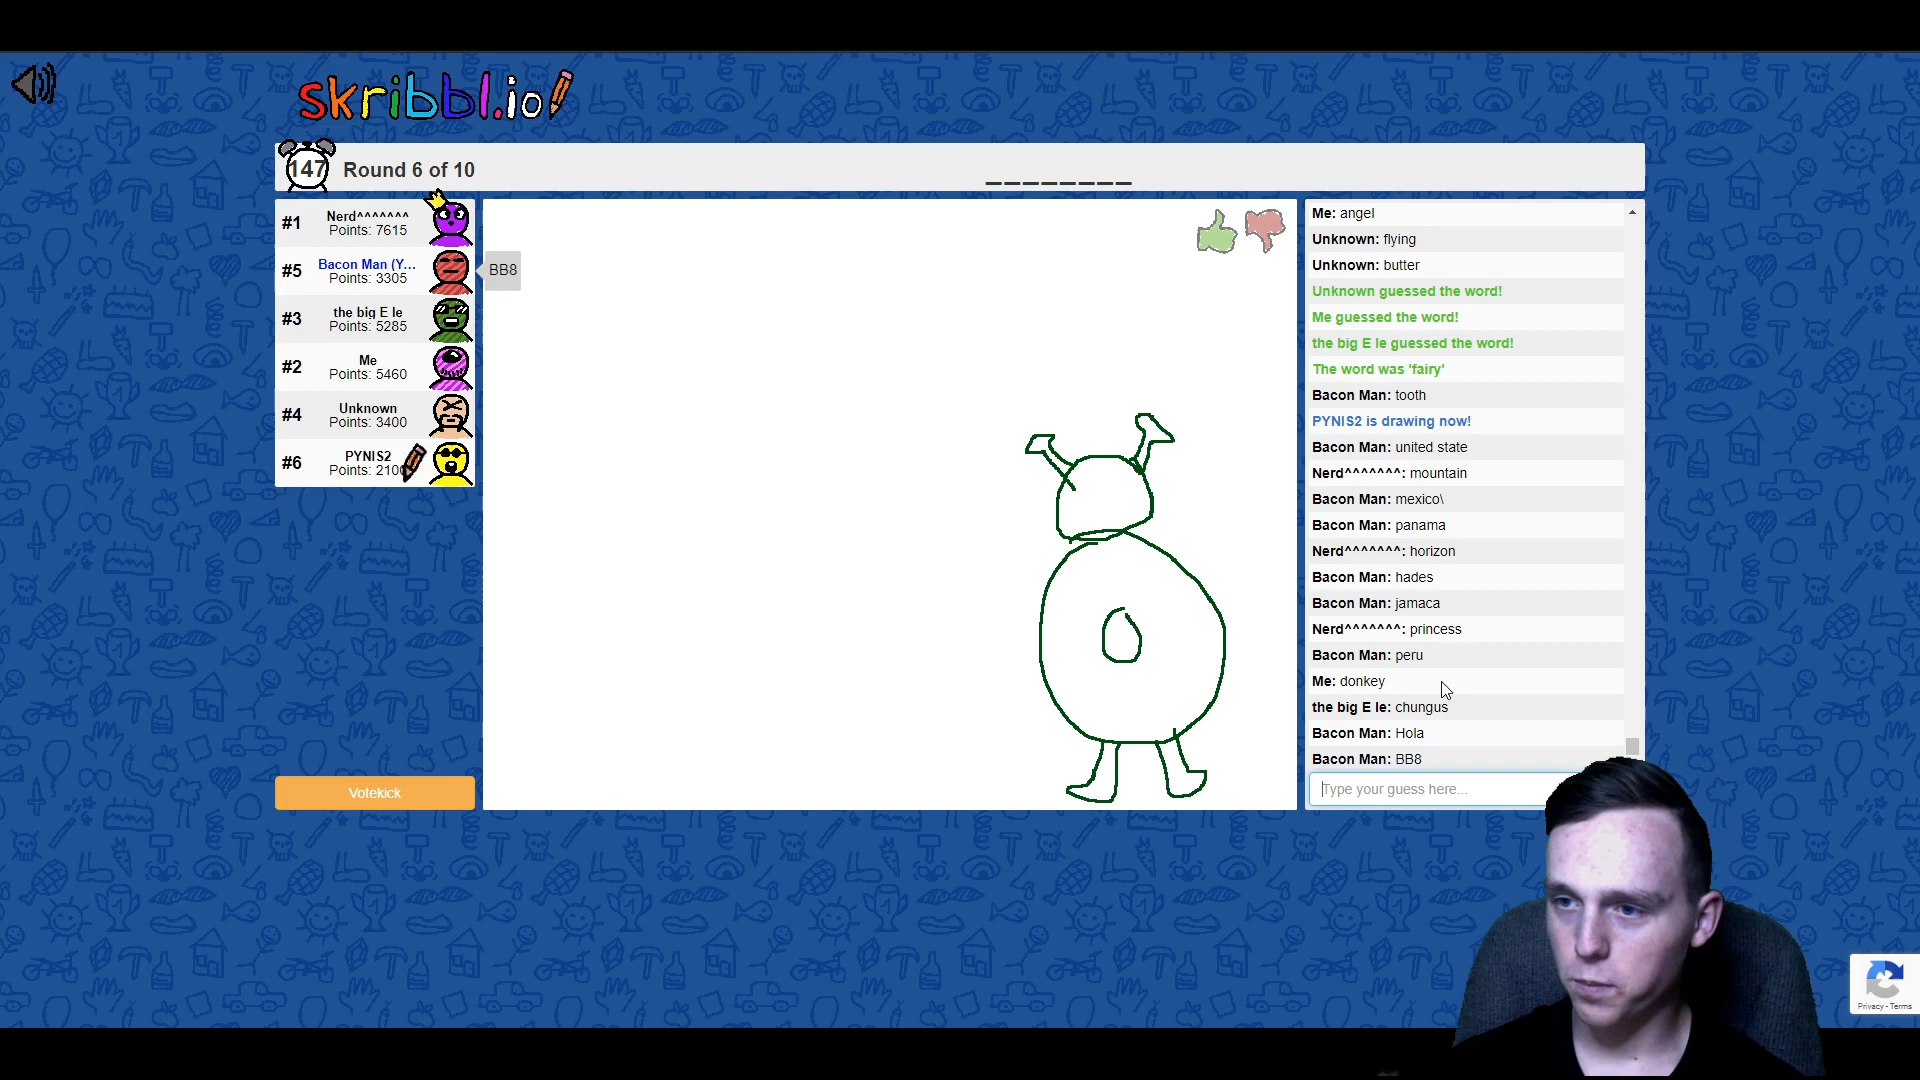 skribbl.io
147
Round 6 of 10
________
#1
Nerd^^^^^^^
Points: 7615
#5
Bacon Man (Y...
Points: 3305
BB8
#3
the big E le
Points: 5285
#2
Me
Points: 5460
#4
Unknown
Points: 3400
#6
PYNIS2
Points: 2100
Votekick
Me: angel
Unknown: flying
Unknown: butter
Unknown guessed the word!
Me guessed the word!
the big E le guessed the word!
The word was 'fairy'
Bacon Man: tooth
PYNIS2 is drawing now!
Bacon Man: united state
Nerd^^^^^^^: mountain
Bacon Man: mexico\
Bacon Man: panama
Nerd^^^^^^^: horizon
Bacon Man: hades
Bacon Man: jamaca
Nerd^^^^^^^: princess
Bacon Man: peru
Me: donkey
the big E le: chungus
Bacon Man: Hola
Bacon Man: BB8
Type your guess here...
Privacy - Terms